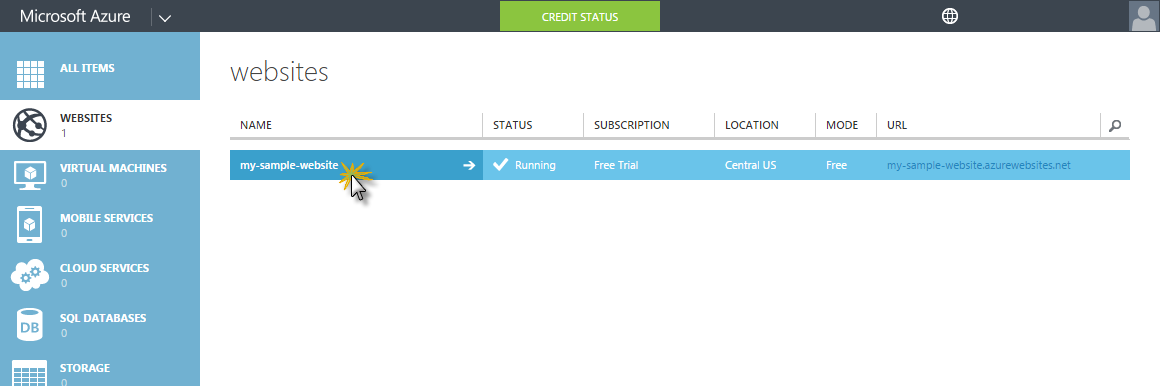 Microsoft Azure CREDIT STATUS
ALL ITEMS
WEBSITES
1
VIRTUAL MACHINES
0
MOBILE SERVICES
0
CLOUD SERVICES
0
SQL DATABASES
0
DB
STORAGE
0
websites
NAME STATUS SUBSCRIPTION LOCATION MODE URL
my-sample-website Running Free Trial Central US Free my-sample-website.azurewebsites.net